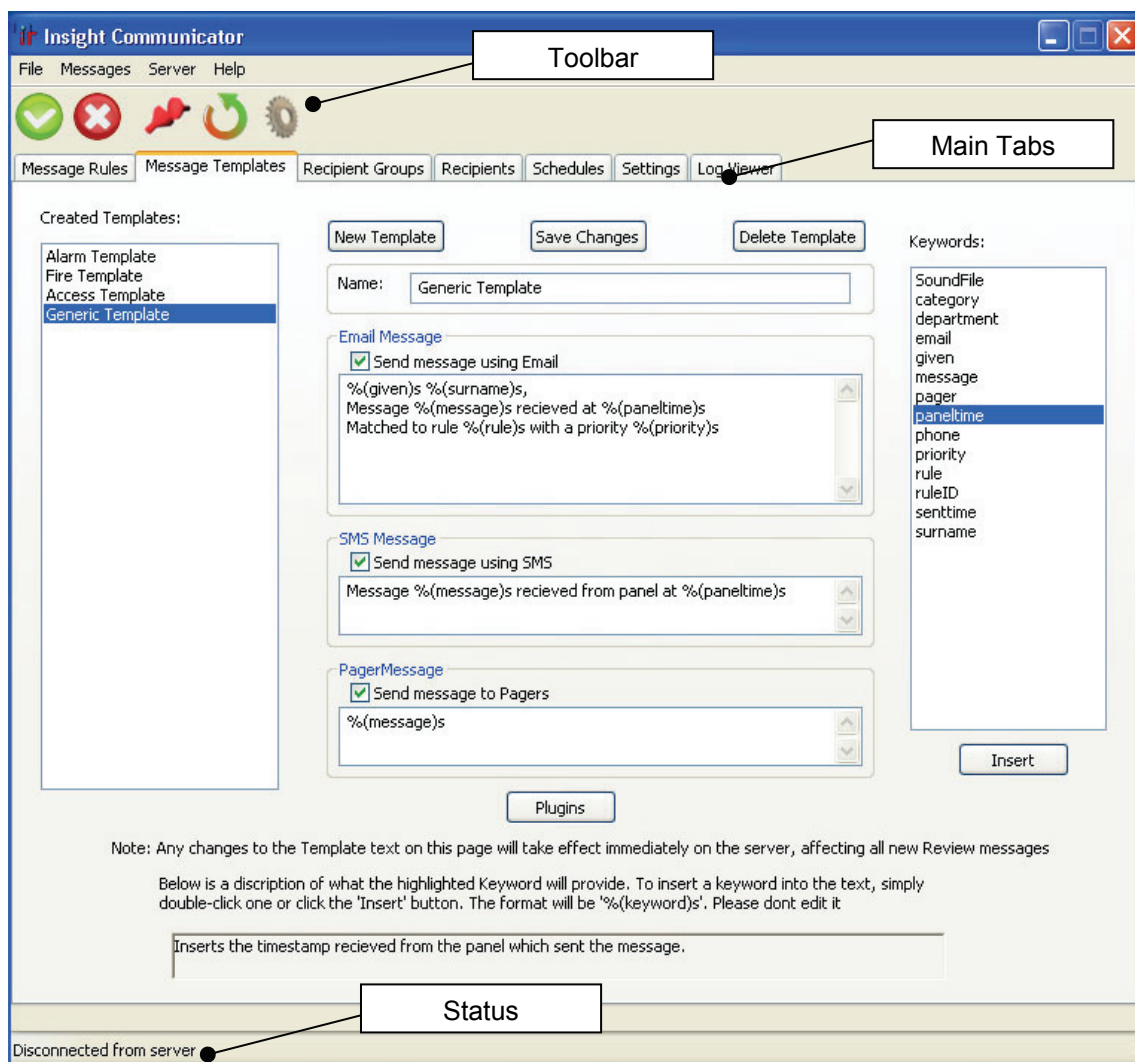 Insight Communicator
Toolbar
File Messages Server Help
Main Tabs
Message Rules Message Templates Recipient Groups Recipients Schedules Settings Log Viewer
Created Templates:
Alarm Template
Fire Template
Access Template
Generic Template
New Template Save Changes Delete Template
Name: Generic Template
Email Message
Send message using Email
%(given)s %(surname)s,
Message %(message)s recieved at %(paneltime)s
Matched to rule %(rule)s with a priority %(priority)s
SMS Message
Send message using SMS
Message %(message)s recieved from panel at %(paneltime)s
PagerMessage
Send message to Pagers
%(message)s
Plugins
Keywords:
SoundFile
category
department
email
given
message
pager
paneltime
phone
priority
rule
ruleID
senttime
surname
Insert
Note: Any changes to the Template text on this page will take effect immediately on the server, affecting all new Review messages
Below is a discription of what the highlighted Keyword will provide. To insert a keyword into the text, simply
double-click one or click the 'Insert' button. The format will be '%(keyword)s'. Please dont edit it
Inserts the timestamp recieved from the panel which sent the message.
Status
Disconnected from server